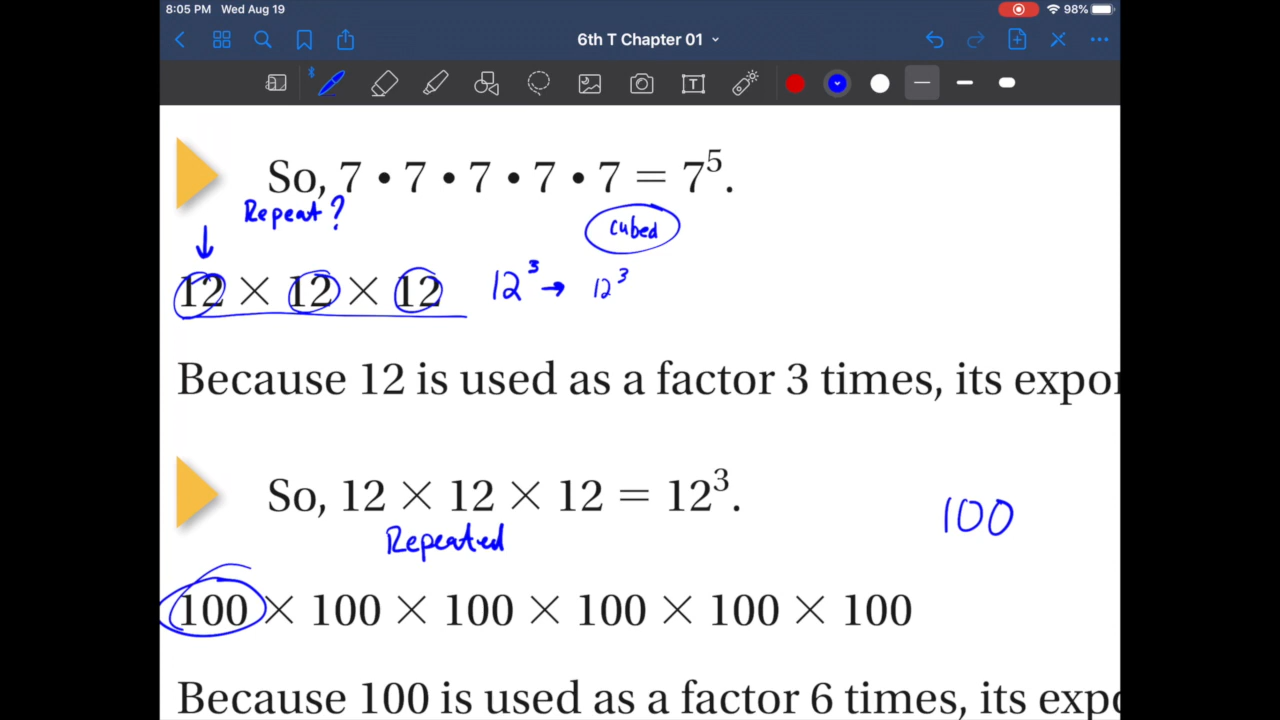 8:05 PM Wed Aug 19
98%
6th T Chapter 01
T
So, 7 • 7 • 7 • 7 • 7 = 7⁵.
Repeat?
cubed
12 × 12 × 12 12³ → 12³
Because 12 is used as a factor 3 times, its expo
So, 12 × 12 × 12 = 12³.
100
Repeated
100 × 100 × 100 × 100 × 100 × 100
Because 100 is used as a factor 6 times, its expo